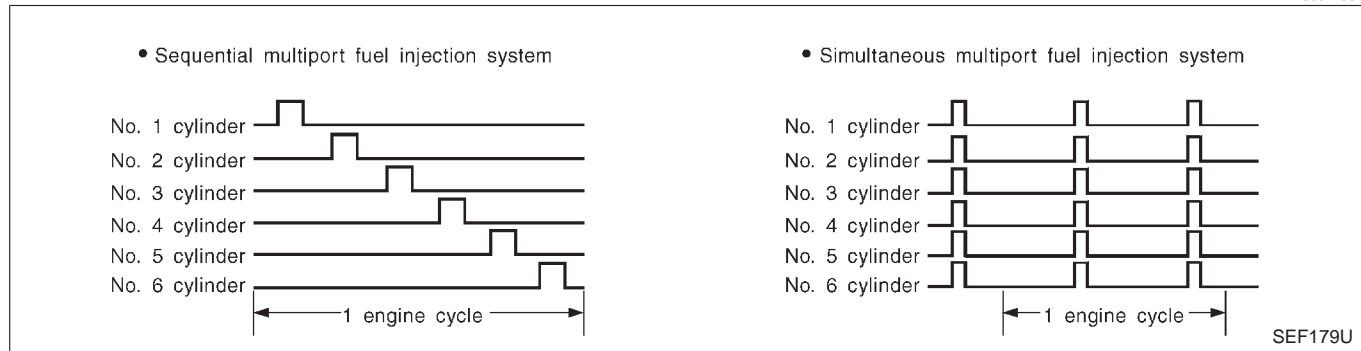 • Sequential multiport fuel injection system
No. 1 cylinder
No. 2 cylinder
No. 3 cylinder
No. 4 cylinder
No. 5 cylinder
No. 6 cylinder
1 engine cycle
• Simultaneous multiport fuel injection system
No. 1 cylinder
No. 2 cylinder
No. 3 cylinder
No. 4 cylinder
No. 5 cylinder
No. 6 cylinder
1 engine cycle
SEF179U